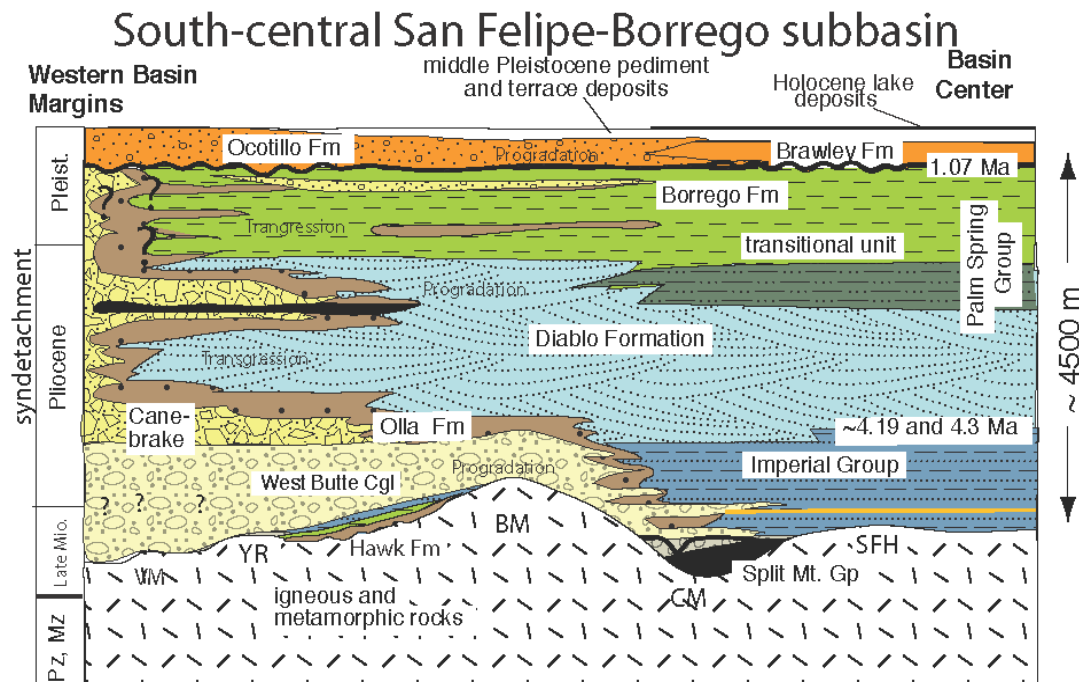 South-central San Felipe-Borrego subbasin
Western Basin
Margins
middle Pleistocene pediment
and terrace deposits
Holocene lake
deposits
Basin
Center
Pleist.
Ocotillo Fm
Progradation
Brawley Fm
1.07 Ma
?
?
Borrego Fm
Trangression
?
transitional unit
Palm Spring
Group
Progradation
syndetachment
Pliocene
Diablo Formation
Transgression
~ 4500 m
Cane-
brake
Olla Fm
~4.19 and 4.3 Ma
Imperial Group
Progradation
West Butte Cgl
? ? ?
Late Mio.
BM
YR
Hawk Fm
SFH
VM
Split Mt. Gp
CM
igneous and
metamorphic rocks
Pz, Mz